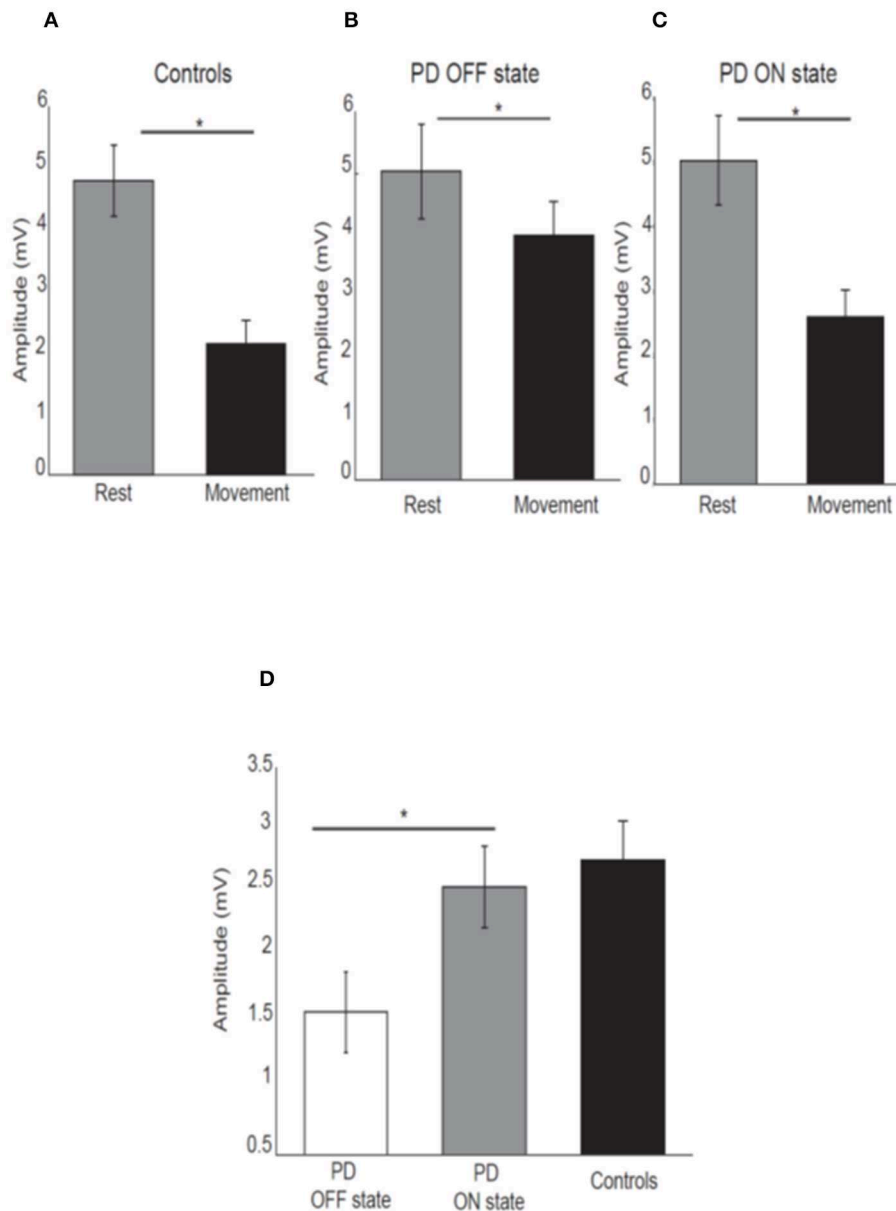 A
Controls
6
5
4
3
2
1
0
Amplitude (mV)
*
Rest Movement
B
PD OFF state
6
5
4
3
2
1
0
Amplitude (mV)
*
Rest Movement
C
PD ON state
6
5
4
3
2
1
0
Amplitude (mV)
*
Rest Movement
D
3.5
3
2.5
2
1.5
1
0.5
Amplitude (mV)
*
PD
OFF state
PD
ON state
Controls